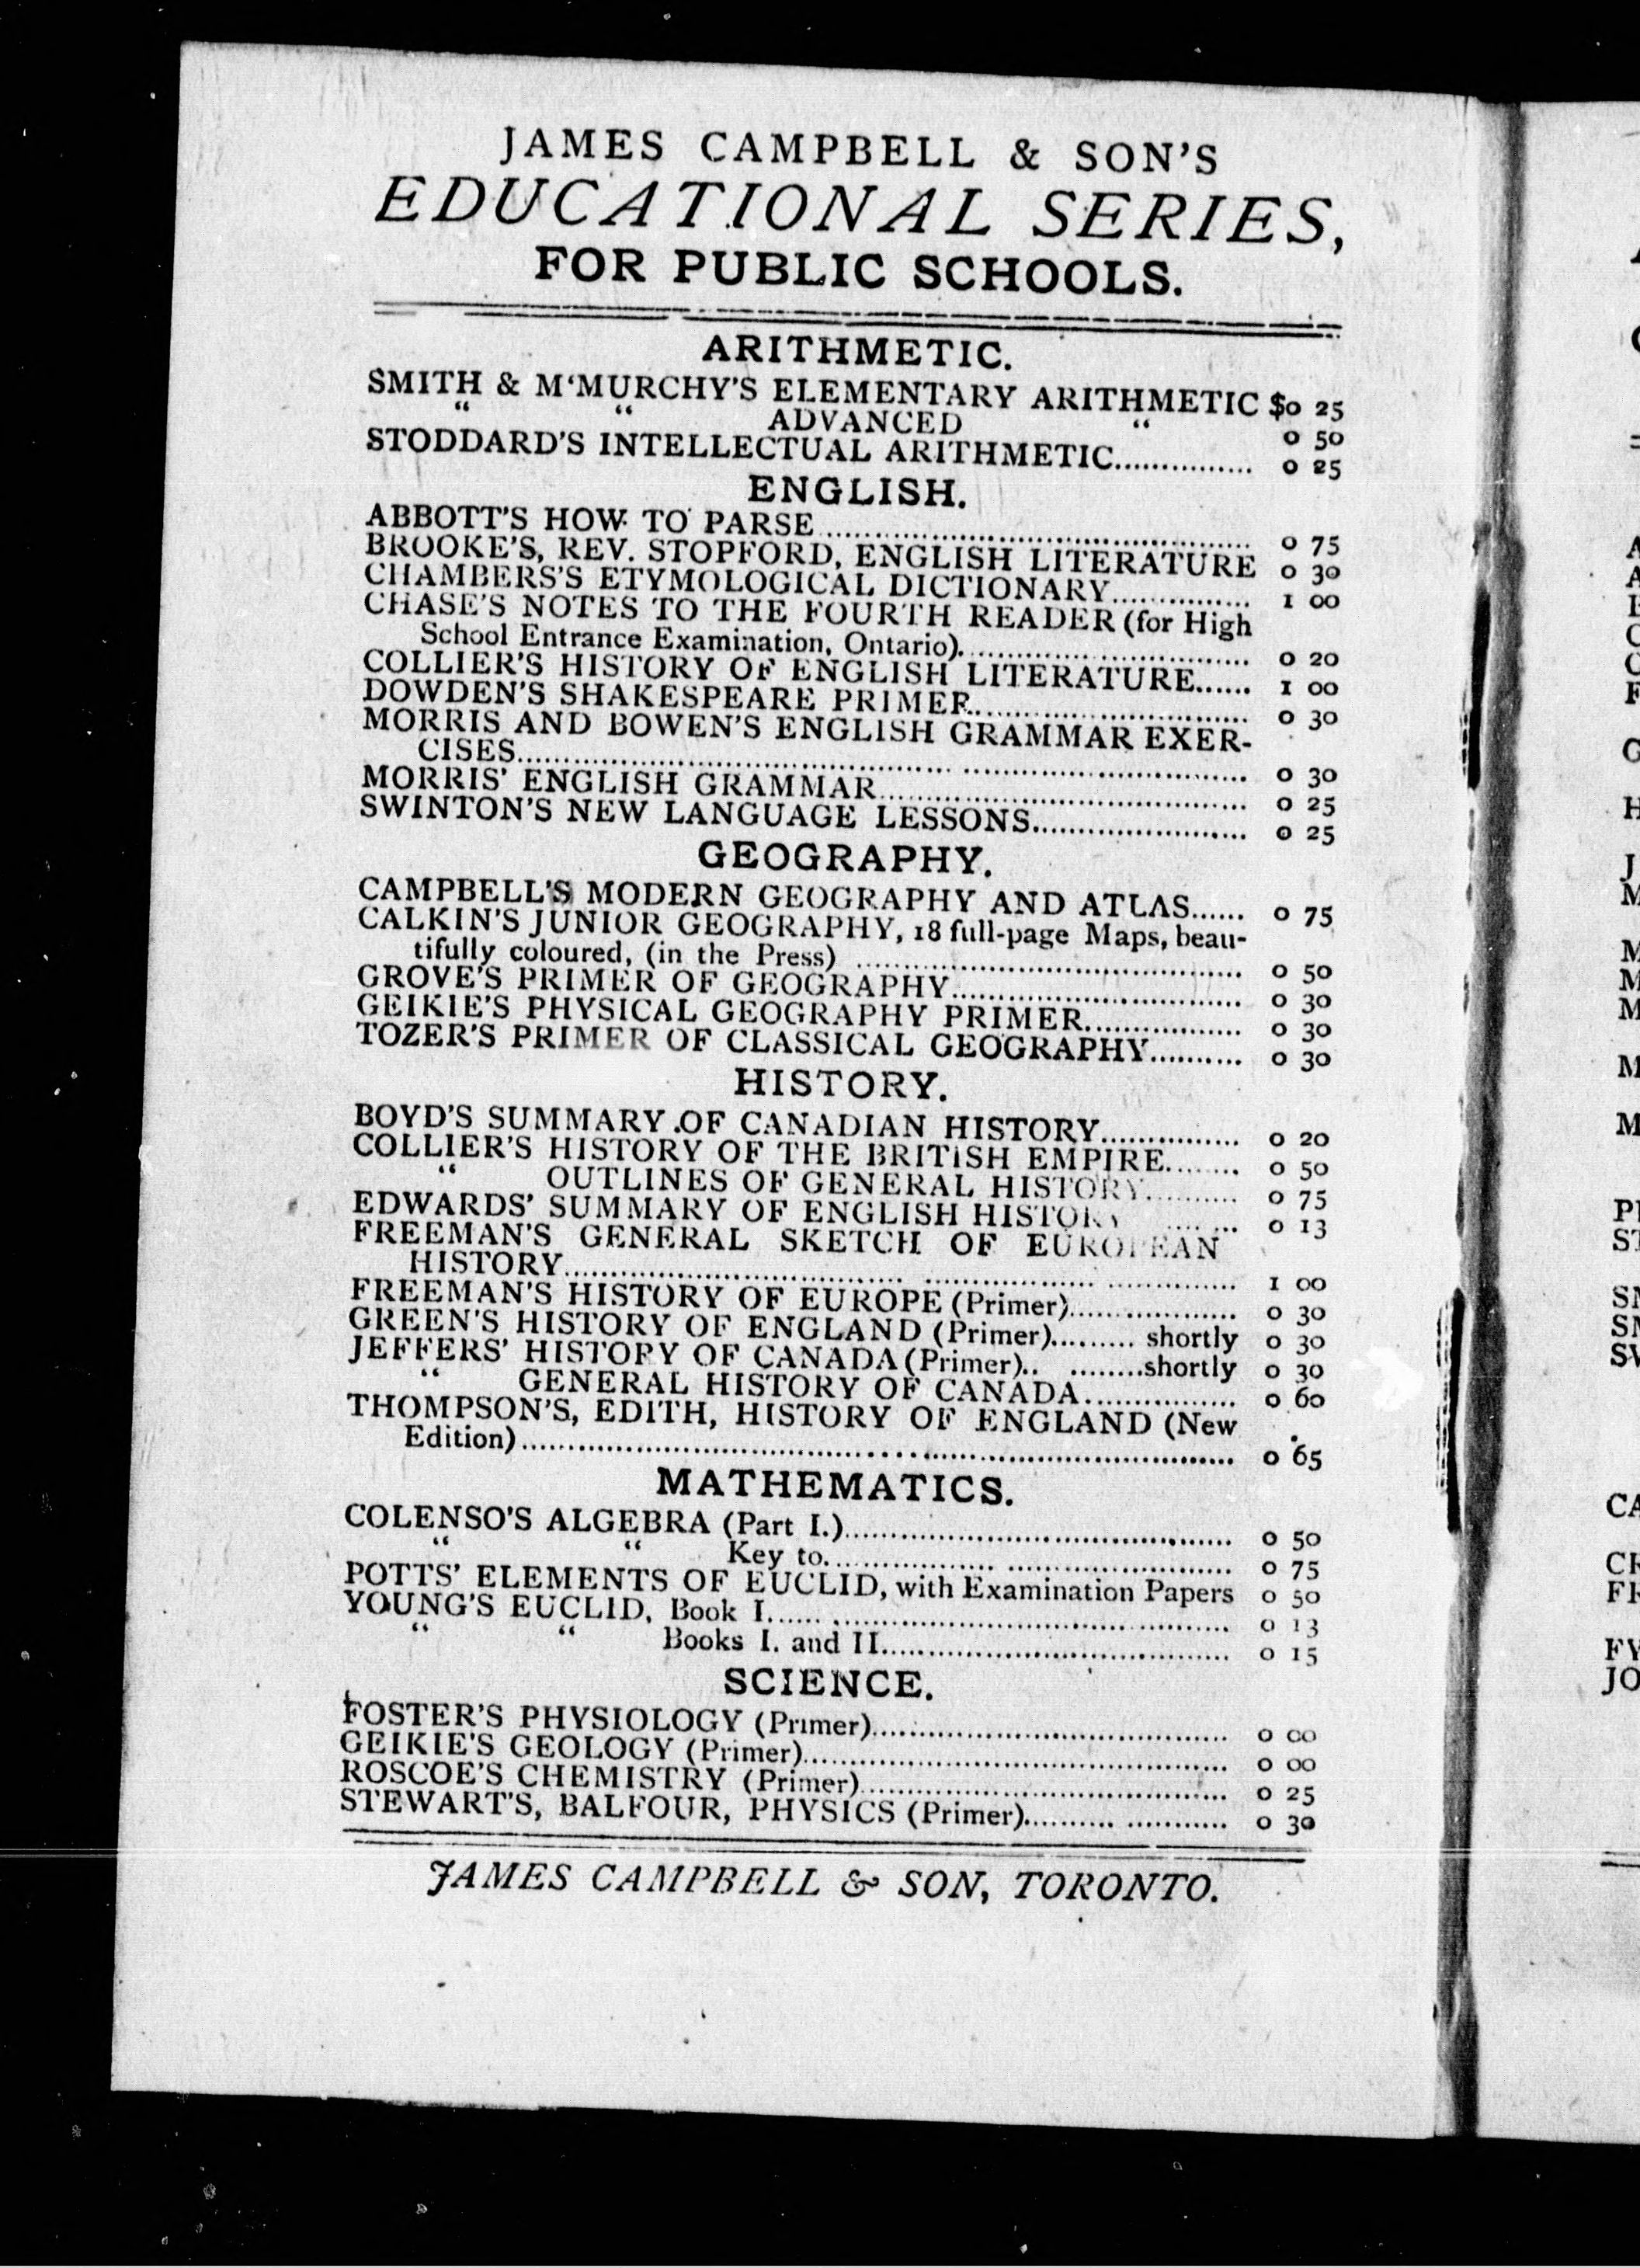 JAMES CAMPBELL & SON'S
EDUCATIONAL SERIES,
FOR PUBLIC SCHOOLS.
ARITHMETIC.
SMITH & M'MURCHY'S ELEMENTARY ARITHMETIC $0 25
“ “ ADVANCED “ 0 50
STODDARD'S INTELLECTUAL ARITHMETIC............... 0 25
ENGLISH.
ABBOTT'S HOW TO PARSE................................................ 0 75
BROOKE'S, REV. STOPFORD, ENGLISH LITERATURE 0 30
CHAMBERS'S ETYMOLOGICAL DICTIONARY............... 1 00
CHASE'S NOTES TO THE FOURTH READER (for High
School Entrance Examination, Ontario)................................ 0 20
COLLIER'S HISTORY OF ENGLISH LITERATURE...... 1 00
DOWDEN'S SHAKESPEARE PRIMER............................... 0 30
MORRIS AND BOWEN'S ENGLISH GRAMMAR EXER-
CISES................................................................................ 0 30
MORRIS' ENGLISH GRAMMAR......................................... 0 25
SWINTON'S NEW LANGUAGE LESSONS........................ 0 25
GEOGRAPHY.
CAMPBELL'S MODERN GEOGRAPHY AND ATLAS...... 0 75
CALKIN'S JUNIOR GEOGRAPHY, 18 full-page Maps, beau-
tifully coloured, (in the Press) .......................................... 0 50
GROVE'S PRIMER OF GEOGRAPHY................................ 0 30
GEIKIE'S PHYSICAL GEOGRAPHY PRIMER................. 0 30
TOZER'S PRIMER OF CLASSICAL GEOGRAPHY.......... 0 30
HISTORY.
BOYD'S SUMMARY OF CANADIAN HISTORY............... 0 20
COLLIER'S HISTORY OF THE BRITISH EMPIRE........ 0 50
“ OUTLINES OF GENERAL HISTORY.......... 0 75
EDWARDS' SUMMARY OF ENGLISH HISTORY ....... 0 13
FREEMAN'S GENERAL SKETCH OF EUROPEAN
HISTORY........................................................................... 1 00
FREEMAN'S HISTORY OF EUROPE (Primer).................. 0 30
GREEN'S HISTORY OF ENGLAND (Primer)......... shortly 0 30
JEFFERS' HISTORY OF CANADA (Primer).. ........shortly 0 30
“ GENERAL HISTORY OF CANADA................ 0 60
THOMPSON'S, EDITH, HISTORY OF ENGLAND (New
Edition)............................................................................... 0 65
MATHEMATICS.
COLENSO'S ALGEBRA (Part I.)........................................... 0 50
“ “ Key to............................................. 0 75
POTTS' ELEMENTS OF EUCLID, with Examination Papers 0 50
YOUNG'S EUCLID, Book I................................................... 0 13
“ “ Books I. and II...................................... 0 15
SCIENCE.
FOSTER'S PHYSIOLOGY (Primer)....................................... 0 00
GEIKIE'S GEOLOGY (Primer)............................................... 0 00
ROSCOE'S CHEMISTRY (Primer)......................................... 0 25
STEWART'S, BALFOUR, PHYSICS (Primer)...................... 0 30
JAMES CAMPBELL & SON, TORONTO.